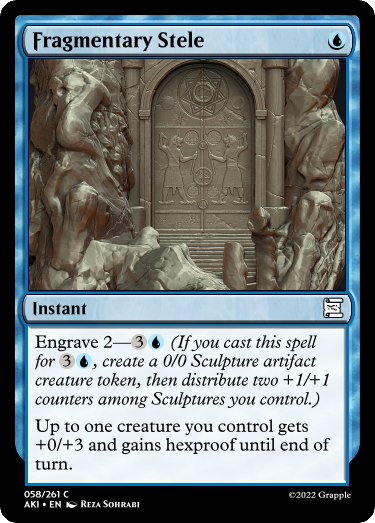 Fragmentary Stele
Instant
Engrave 2—3 (If you cast this spell
for 3 , create a 0/0 Sculpture artifact
creature token, then distribute two +1/+1
counters among Sculptures you control.)
Up to one creature you control gets
+0/+3 and gains hexproof until end of
turn.
058/261 C
AKI • EN Reza Sohrabi
©2022 Grapple